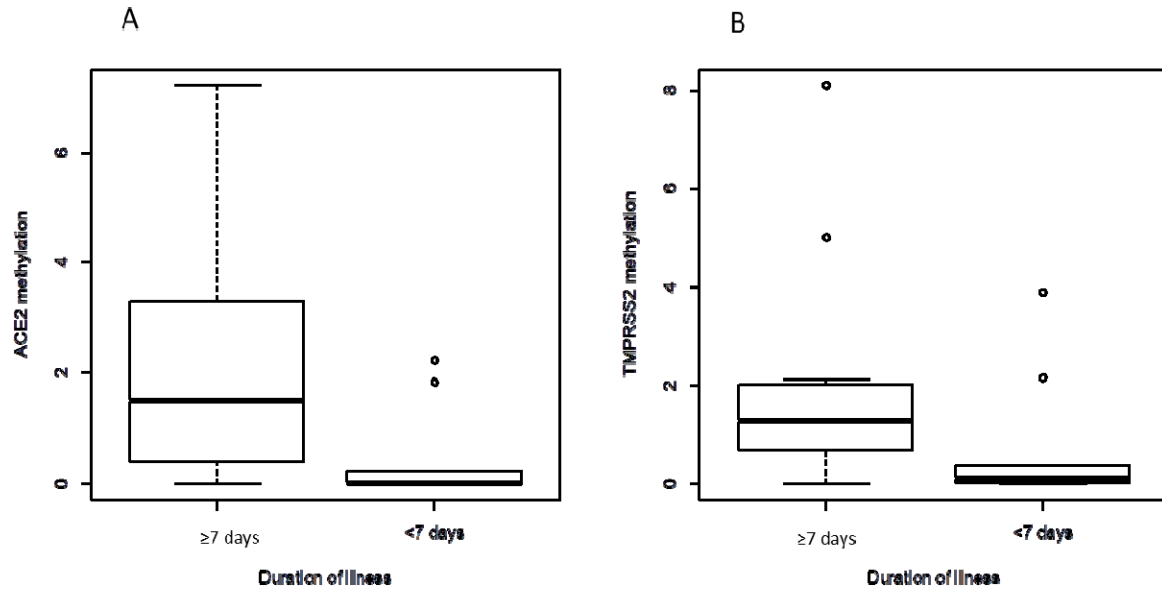 A
ACE2 methylation
6
4
2
0
≥7 days
<7 days
Duration of illness
B
TMPRSS2 methylation
8
6
4
2
0
≥7 days
<7 days
Duration of illness